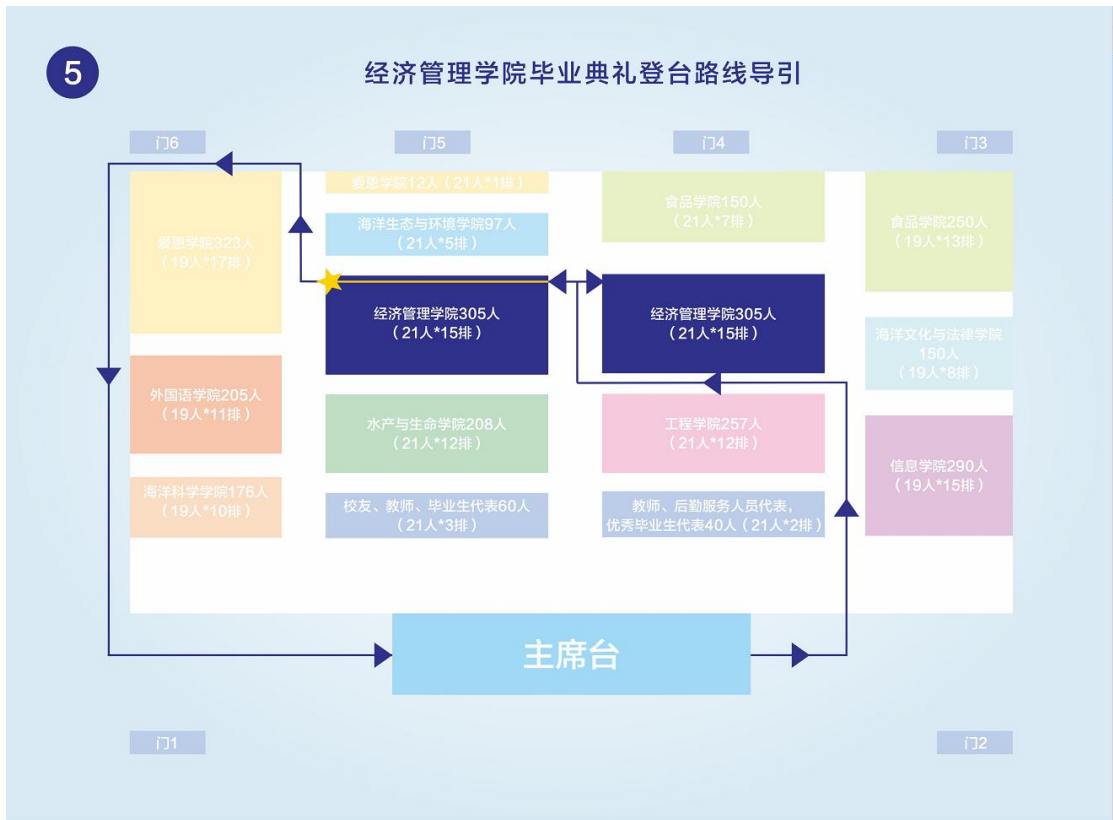 5
经济管理学院毕业典礼登台路线导引
门6
门5
门4
门3
爱恩学院323人
（19人*17排）
外国语学院205人
（19人*11排）
海洋科学学院176人
（19人*10排）
爱恩学院12人（21人*1排）
海洋生态与环境学院97人
（21人*5排）
经济管理学院305人
（21人*15排）
水产与生命学院208人
（21人*12排）
校友、教师、毕业生代表60人
（21人*3排）
食品学院150人
（21人*7排）
经济管理学院305人
（21人*15排）
工程学院257人
（21人*12排）
教师、后勤服务人员代表，
优秀毕业生代表40人（21人*2排）
食品学院250人
（19人*13排）
海洋文化与法律学院
150人
（19人*8排）
信息学院290人
（19人*15排）
主席台
门1
门2